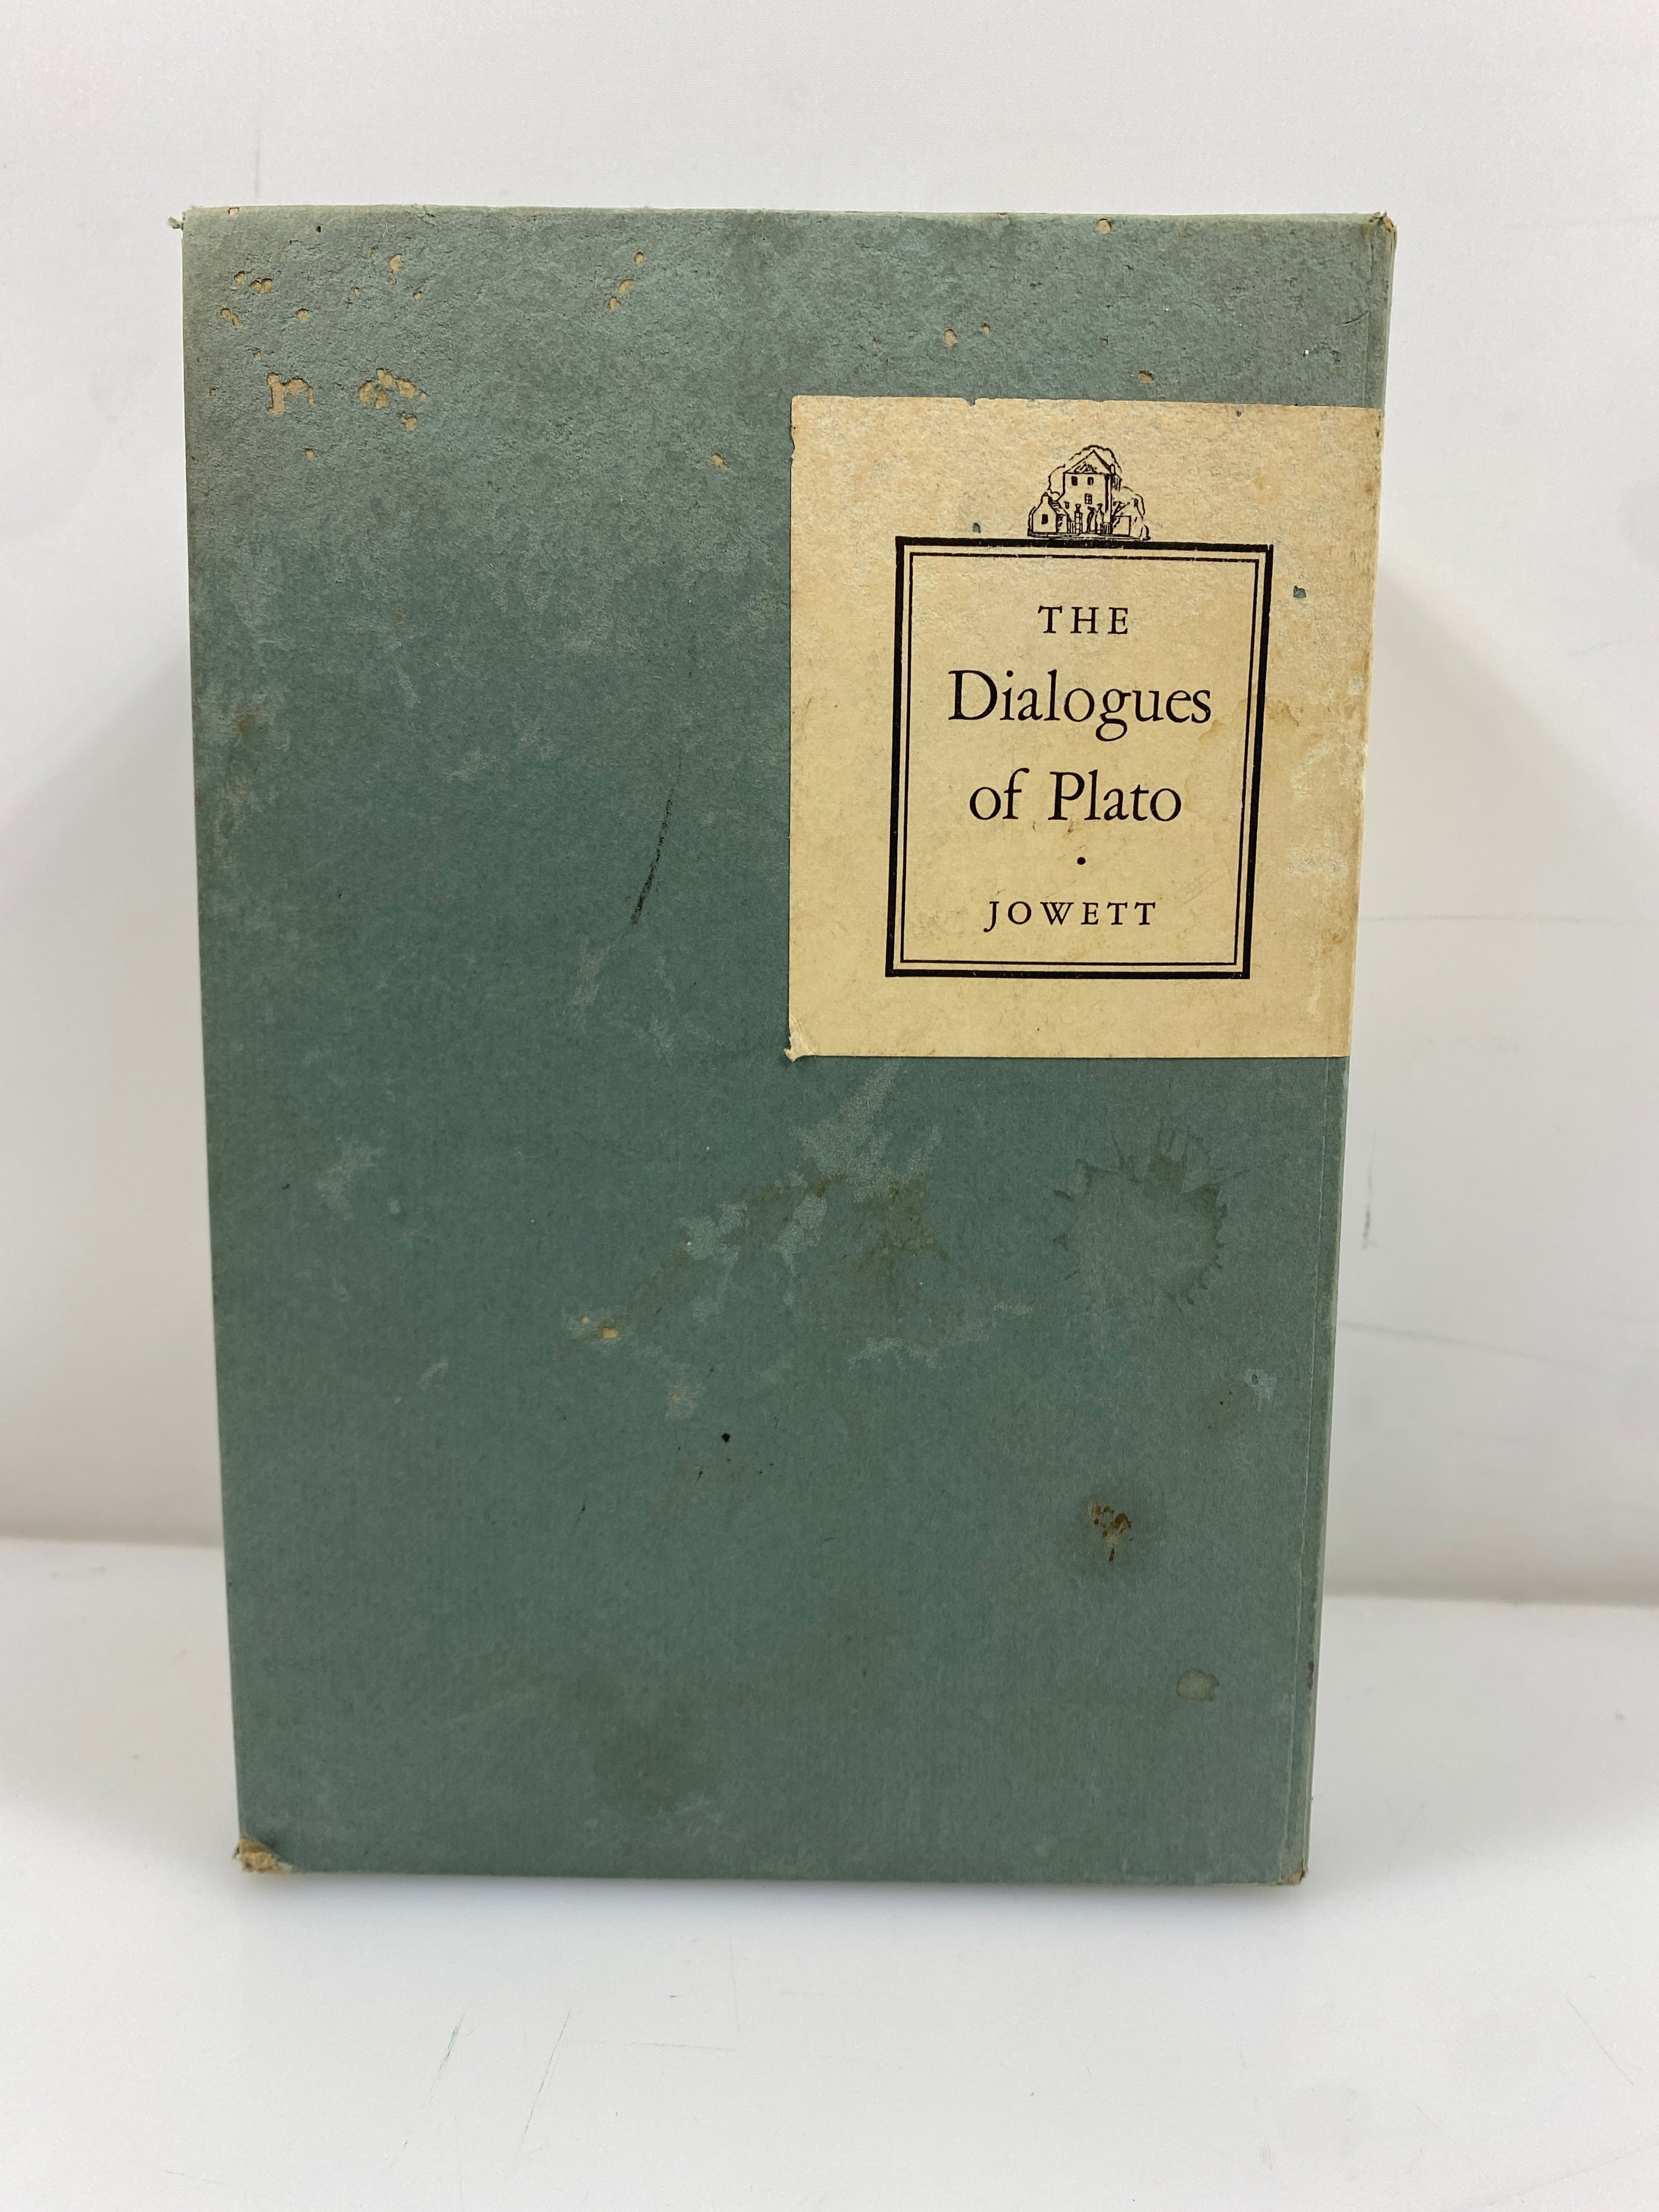 THE
Dialogues
of Plato
•
JOWETT